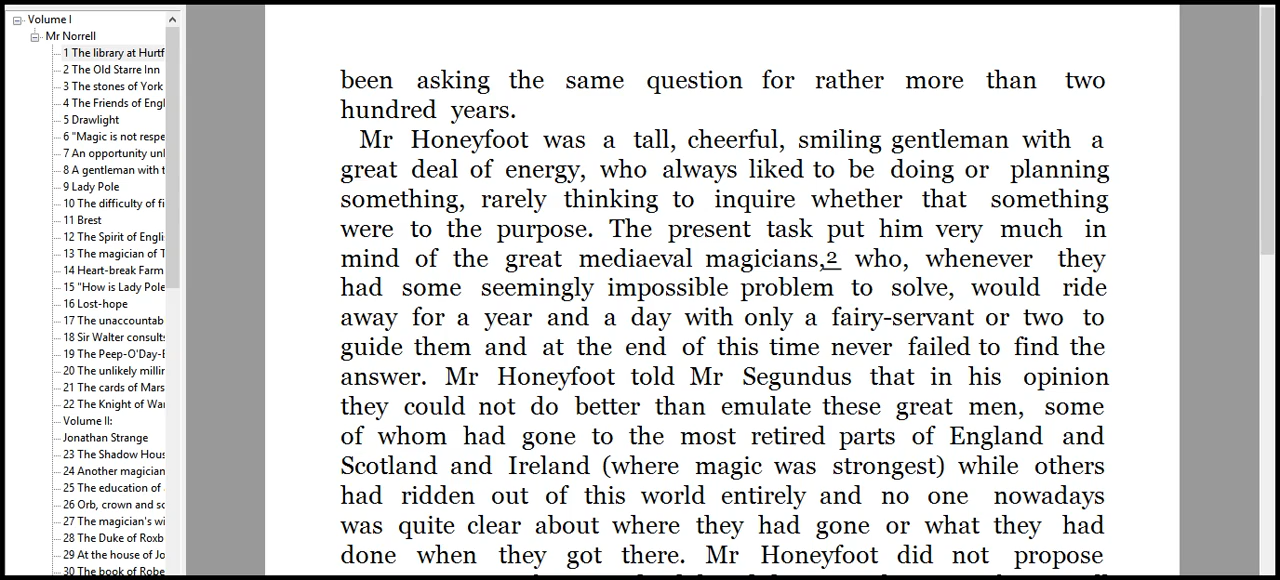 Volume I
Mr Norrell
1 The library at Hurtf
2 The Old Starre Inn
3 The stones of York
4 The Friends of Engl
5 Drawlight
6 "Magic is not respe
7 An opportunity unl
8 A gentleman with t
9 Lady Pole
10 The difficulty of fi
11 Brest
12 The Spirit of Engli
13 The magician of T
14 Heart-break Farm
15 "How is Lady Pole
16 Lost-hope
17 The unaccountab
18 Sir Walter consults
19 The Peep-O'Day-B
20 The unlikely millir
21 The cards of Mars
22 The Knight of Wan
Volume II:
Jonathan Strange
23 The Shadow Hous
24 Another magician
25 The education of
26 Orb, crown and sc
27 The magician's wi
28 The Duke of Roxb
29 At the house of Jo
30 The book of Robe
been asking the same question for rather more than two
hundred years.
Mr Honeyfoot was a tall, cheerful, smiling gentleman with a
great deal of energy, who always liked to be doing or planning
something, rarely thinking to inquire whether that something
were to the purpose. The present task put him very much in
mind of the great mediaeval magicians,2 who, whenever they
had some seemingly impossible problem to solve, would ride
away for a year and a day with only a fairy-servant or two to
guide them and at the end of this time never failed to find the
answer. Mr Honeyfoot told Mr Segundus that in his opinion
they could not do better than emulate these great men, some
of whom had gone to the most retired parts of England and
Scotland and Ireland (where magic was strongest) while others
had ridden out of this world entirely and no one nowadays
was quite clear about where they had gone or what they had
done when they got there. Mr Honeyfoot did not propose